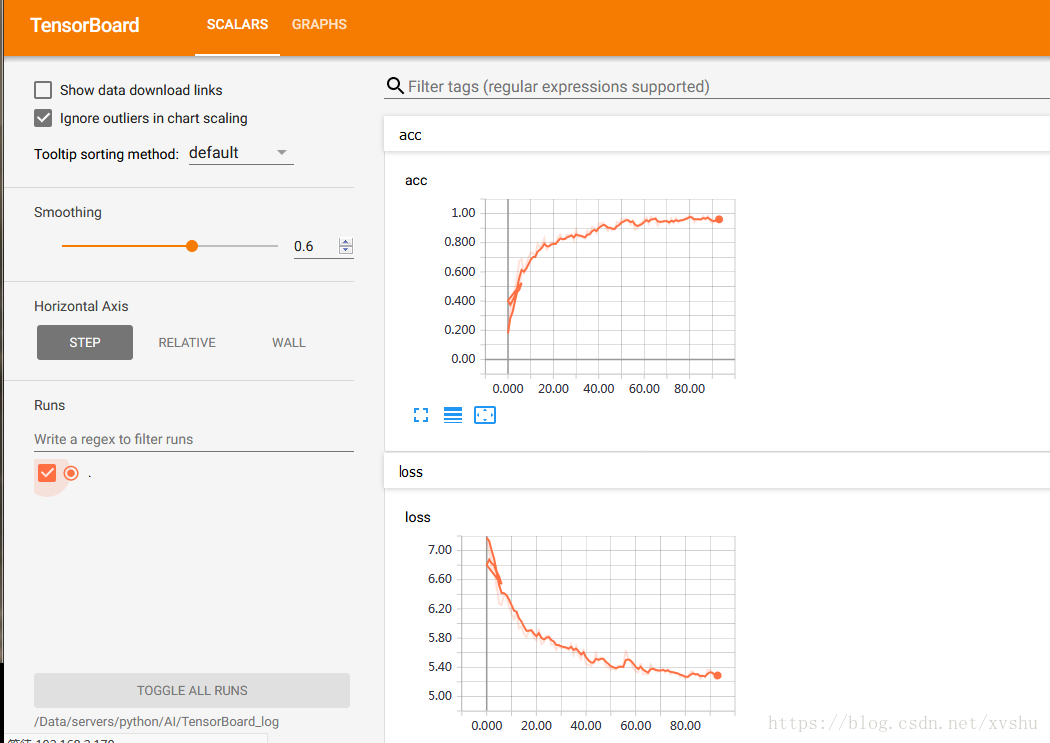 TensorBoard SCALARS GRAPHS
Show data download links
Ignore outliers in chart scaling
Tooltip sorting method: default
Smoothing
0.6
Horizontal Axis
STEP RELATIVE WALL
Runs
Write a regex to filter runs
.
TOGGLE ALL RUNS
/Data/servers/python/AI/TensorBoard_log
Filter tags (regular expressions supported)
acc
acc
1.00
0.800
0.600
0.400
0.200
0.00
0.000 20.00 40.00 60.00 80.00
loss
loss
7.00
6.60
6.20
5.80
5.40
5.00
0.000 20.00 40.00 60.00 80.00
https://blog.csdn.net/xvshu